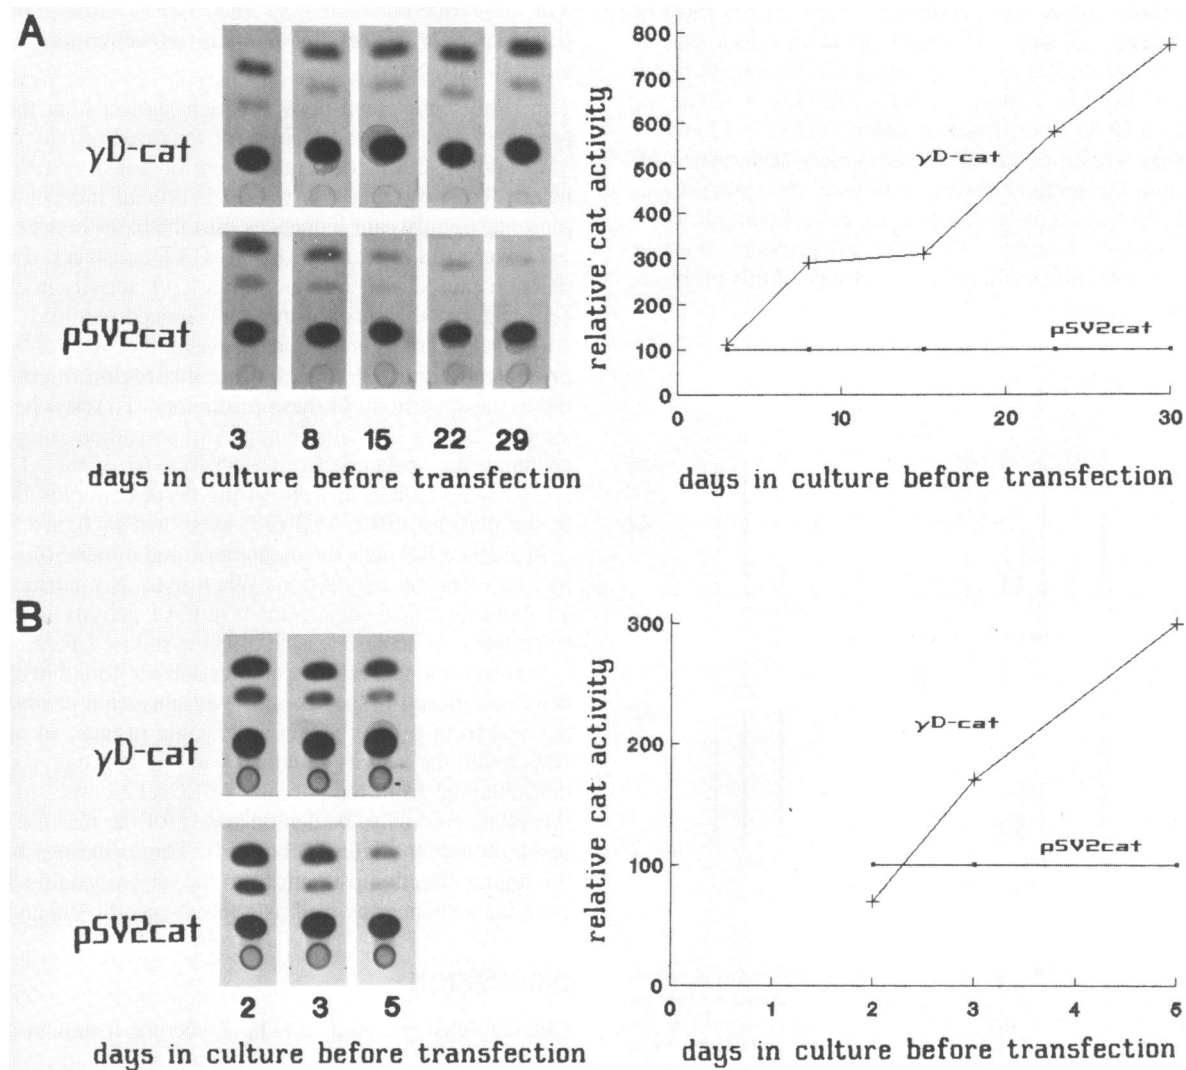 A
γD-cat
pSV2cat
3 8 15 22 29
days in culture before transfection
relative cat activity
800
700
600
500
400
300
200
100
0
γD-cat
pSV2cat
0 10 20 30
days in culture before transfection
B
γD-cat
pSV2cat
2 3 5
days in culture before transfection
relative cat activity
300
200
100
0
γD-cat
pSV2cat
0 1 2 3 4 5
days in culture before transfection